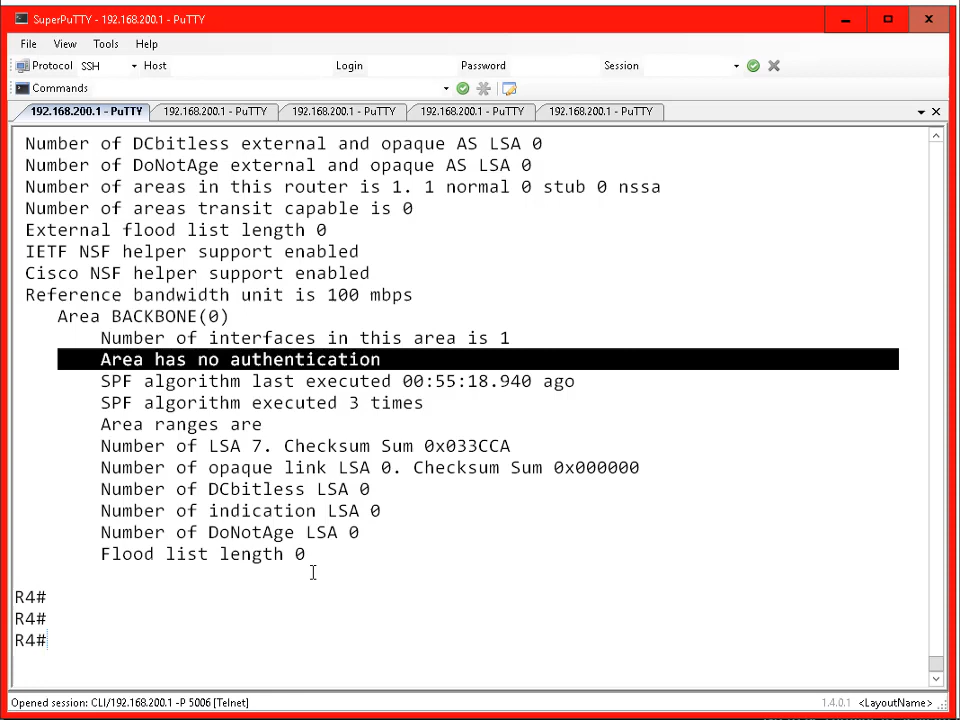 SuperPuTTY - 192.168.200.1 - PuTTY
File View Tools Help
Protocol SSH Host Login Password Session
Commands
192.168.200.1 - PuTTY 192.168.200.1 - PuTTY 192.168.200.1 - PuTTY 192.168.200.1 - PuTTY 192.168.200.1 - PuTTY
Number of DCbitless external and opaque AS LSA 0
Number of DoNotAge external and opaque AS LSA 0
Number of areas in this router is 1. 1 normal 0 stub 0 nssa
Number of areas transit capable is 0
External flood list length 0
IETF NSF helper support enabled
Cisco NSF helper support enabled
Reference bandwidth unit is 100 mbps
Area BACKBONE(0)
Number of interfaces in this area is 1
Area has no authentication
SPF algorithm last executed 00:55:18.940 ago
SPF algorithm executed 3 times
Area ranges are
Number of LSA 7. Checksum Sum 0x033CCA
Number of opaque link LSA 0. Checksum Sum 0x000000
Number of DCbitless LSA 0
Number of indication LSA 0
Number of DoNotAge LSA 0
Flood list length 0
R4#
R4#
R4#
Opened session: CLI/192.168.200.1 -P 5006 [Telnet] 1.4.0.1 <LayoutName>